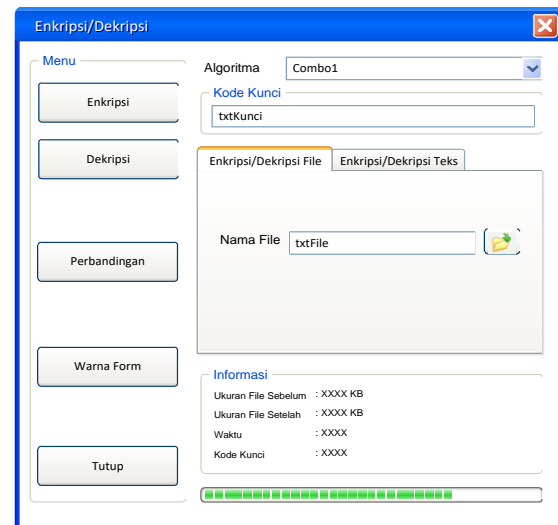 Enkripsi/Dekripsi
Menu
Enkripsi
Dekripsi
Perbandingan
Warna Form
Tutup
Algoritma Combo1
Kode Kunci
txtKunci
Enkripsi/Dekripsi File Enkripsi/Dekripsi Teks
Nama File txtFile
Informasi
Ukuran File Sebelum : XXXX KB
Ukuran File Setelah : XXXX KB
Waktu : XXXX
Kode Kunci : XXXX